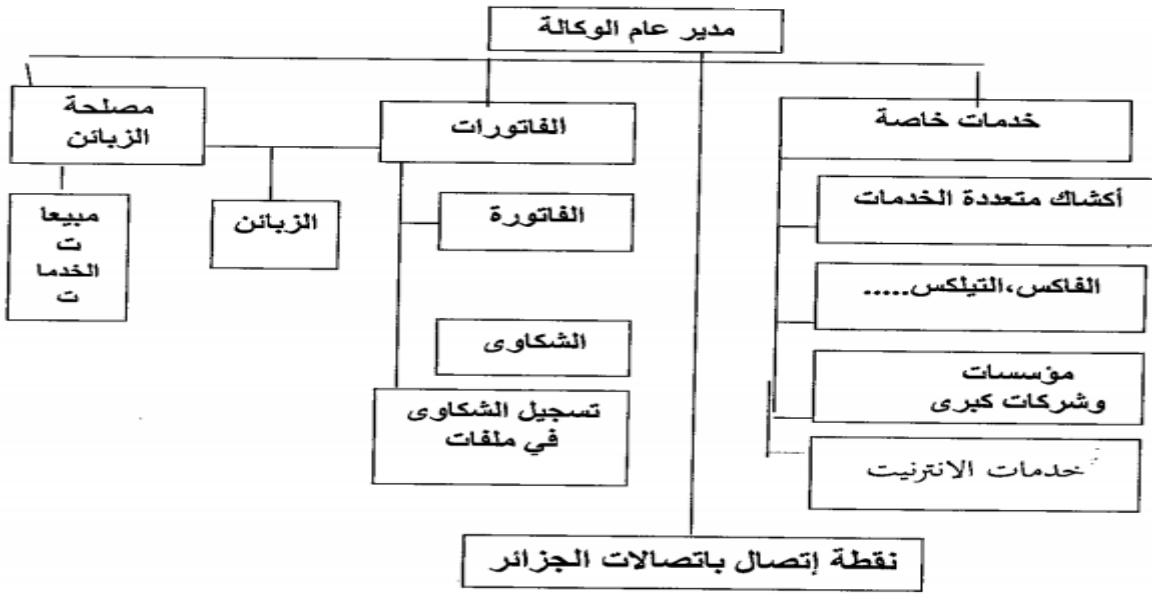 مدير عام الوكالة
خدمات خاصة
أكشاك متعددة الخدمات
الفاكس،التيلكس.....
مؤسسات
وشركات كبرى
خدمات الانترنيت
الفاتورات
الفاتورة
الشكاوى
تسجيل الشكاوى
في ملفات
الزبائن
مصلحة
الزبائن
مبيعا
ت
الخدما
ت
نقطة إتصال باتصالات الجزائر